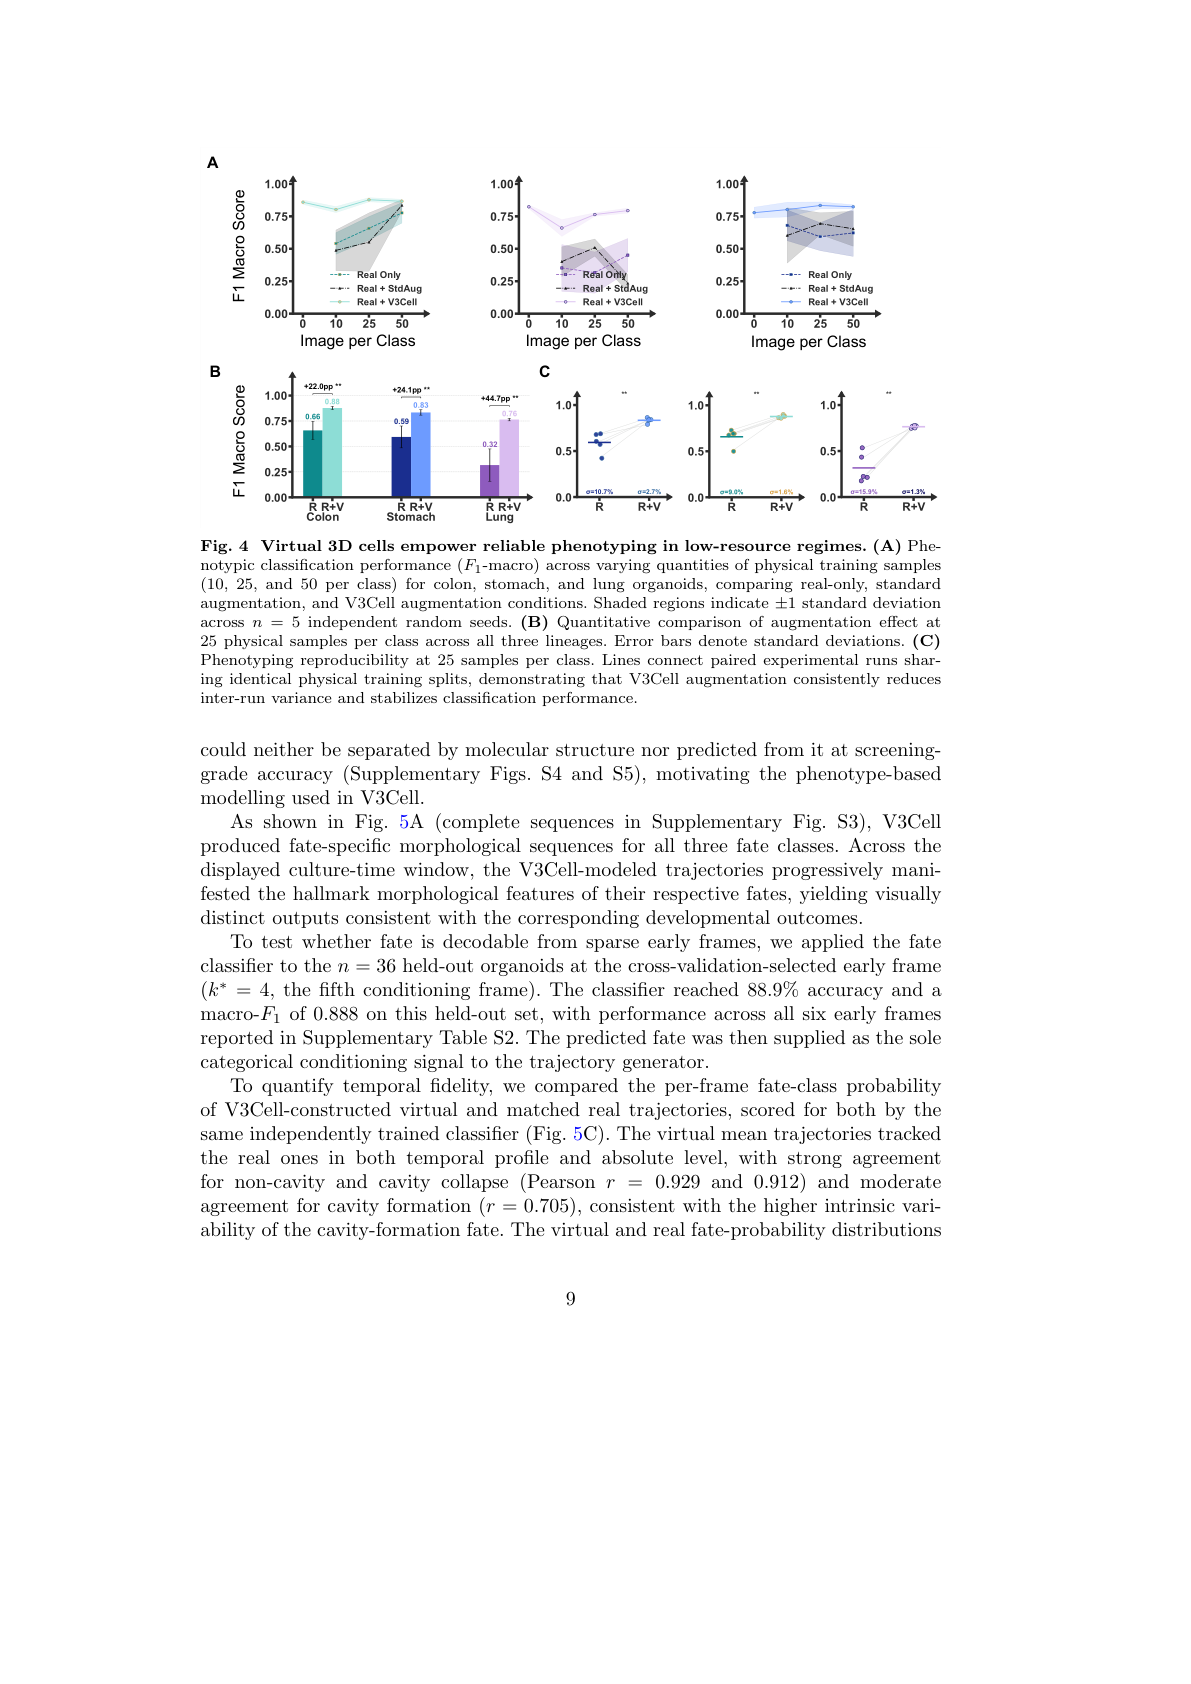 A
F1 Macro Score
1.00
0.75
0.50
0.25
0.00
0 10 25 50
Image per Class
Real Only
Real + StdAug
Real + V3Cell
1.00
0.75
0.50
0.25
0.00
0 10 25 50
Image per Class
Real Only
Real + StdAug
Real + V3Cell
1.00
0.75
0.50
0.25
0.00
0 10 25 50
Image per Class
Real Only
Real + StdAug
Real + V3Cell
B
F1 Macro Score
1.00
0.75
0.50
0.25
0.00
+22.0pp **
0.66
+24.1pp **
0.59 0.83
+44.7pp **
0.32 0.76
R R+V R R+V R R+V
Colon Stomach Lung
C
**
1.0
0.5
0.0
σ=10.7% σ=2.7%
R R+V
**
1.0
0.5
0.0
σ=9.0% σ=1.6%
R R+V
**
1.0
0.5
0.0
σ=15.9% σ=1.3%
R R+V
Fig. 4 Virtual 3D cells empower reliable phenotyping in low-resource regimes. (A) Phe-
notypic classification performance (F1-macro) across varying quantities of physical training samples
(10, 25, and 50 per class) for colon, stomach, and lung organoids, comparing real-only, standard
augmentation, and V3Cell augmentation conditions. Shaded regions indicate ±1 standard deviation
across n = 5 independent random seeds. (B) Quantitative comparison of augmentation effect at
25 physical samples per class across all three lineages. Error bars denote standard deviations. (C)
Phenotyping reproducibility at 25 samples per class. Lines connect paired experimental runs shar-
ing identical physical training splits, demonstrating that V3Cell augmentation consistently reduces
inter-run variance and stabilizes classification performance.
could neither be separated by molecular structure nor predicted from it at screening-
grade accuracy (Supplementary Figs. S4 and S5), motivating the phenotype-based
modelling used in V3Cell.
As shown in Fig. 5A (complete sequences in Supplementary Fig. S3), V3Cell
produced fate-specific morphological sequences for all three fate classes. Across the
displayed culture-time window, the V3Cell-modeled trajectories progressively mani-
fested the hallmark morphological features of their respective fates, yielding visually
distinct outputs consistent with the corresponding developmental outcomes.
To test whether fate is decodable from sparse early frames, we applied the fate
classifier to the n = 36 held-out organoids at the cross-validation-selected early frame
(k* = 4, the fifth conditioning frame). The classifier reached 88.9% accuracy and a
macro-F1 of 0.888 on this held-out set, with performance across all six early frames
reported in Supplementary Table S2. The predicted fate was then supplied as the sole
categorical conditioning signal to the trajectory generator.
To quantify temporal fidelity, we compared the per-frame fate-class probability
of V3Cell-constructed virtual and matched real trajectories, scored for both by the
same independently trained classifier (Fig. 5C). The virtual mean trajectories tracked
the real ones in both temporal profile and absolute level, with strong agreement
for non-cavity and cavity collapse (Pearson r = 0.929 and 0.912) and moderate
agreement for cavity formation (r = 0.705), consistent with the higher intrinsic vari-
ability of the cavity-formation fate. The virtual and real fate-probability distributions
9